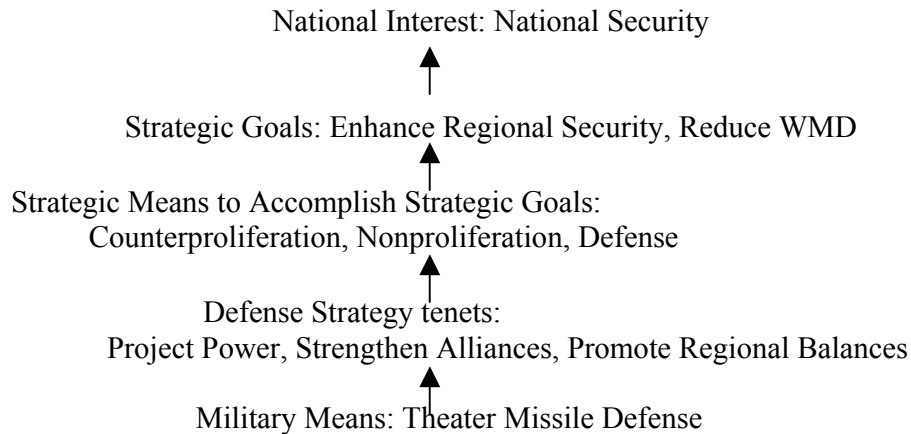 National Interest: National Security
Strategic Goals: Enhance Regional Security, Reduce WMD
Strategic Means to Accomplish Strategic Goals:
Counterproliferation, Nonproliferation, Defense
Defense Strategy tenets:
Project Power, Strengthen Alliances, Promote Regional Balances
Military Means: Theater Missile Defense